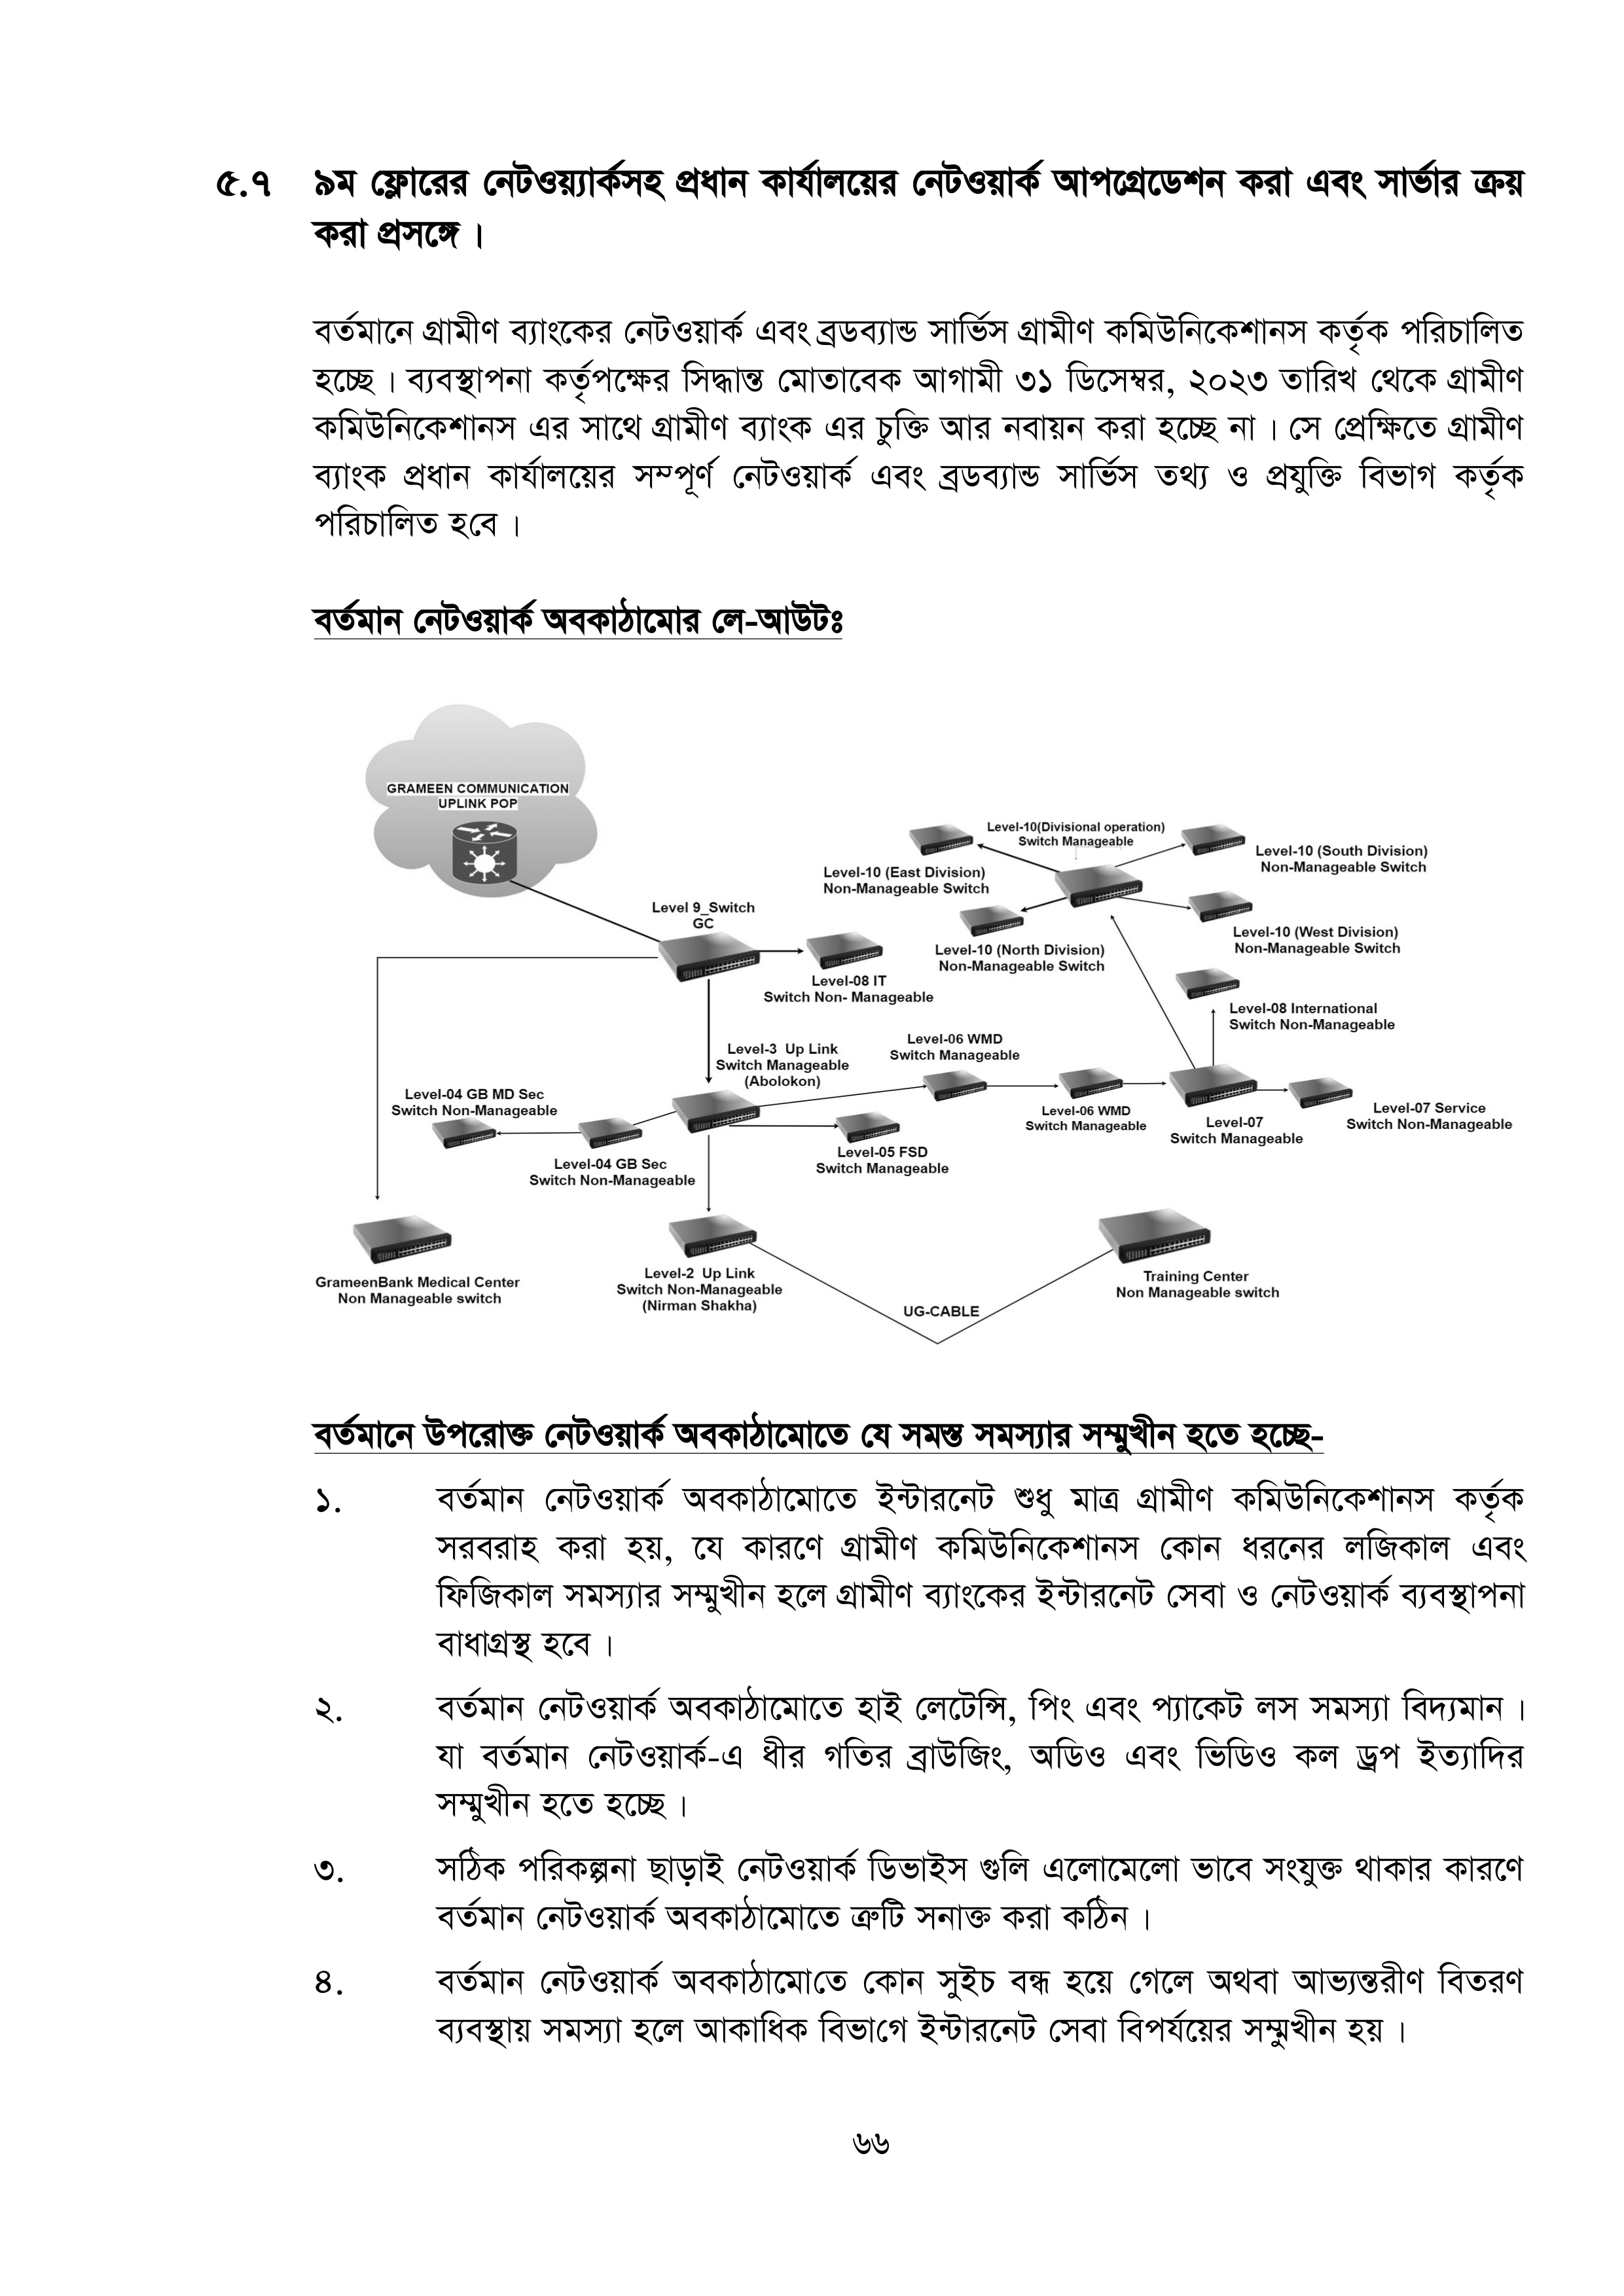 ৫.৭ ৯ম ফ্লোরের নেটওয়্যার্কসহ প্রধান কার্যালয়ের নেটওয়ার্ক আপগ্রেডেশন করা এবং সার্ভার ক্রয়
করা প্রসঙ্গে।
বর্তমানে গ্রামীণ ব্যাংকের নেটওয়ার্ক এবং ব্রডব্যান্ড সার্ভিস গ্রামীণ কমিউনিকেশানস কর্তৃক পরিচালিত
হচ্ছে। ব্যবস্থাপনা কর্তৃপক্ষের সিদ্ধান্ত মোতাবেক আগামী ৩১ ডিসেম্বর, ২০২৩ তারিখ থেকে গ্রামীণ
কমিউনিকেশানস এর সাথে গ্রামীণ ব্যাংক এর চুক্তি আর নবায়ন করা হচ্ছে না। সে প্রেক্ষিতে গ্রামীণ
ব্যাংক প্রধান কার্যালয়ের সম্পূর্ণ নেটওয়ার্ক এবং ব্রডব্যান্ড সার্ভিস তথ্য ও প্রযুক্তি বিভাগ কর্তৃক
পরিচালিত হবে।
বর্তমান নেটওয়ার্ক অবকাঠামোর লে-আউটঃ
GRAMEEN COMMUNICATION
UPLINK POP
Level-10(Divisional operation)
Switch Manageable
Level-10 (South Division)
Non-Manageable Switch
Level-10 (East Division)
Non-Manageable Switch
Level 9_Switch
GC
Level-10 (West Division)
Non-Manageable Switch
Level-10 (North Division)
Non-Manageable Switch
Level-08 IT
Switch Non- Manageable
Level-08 International
Switch Non-Manageable
Level-3 Up Link
Switch Manageable
(Abolokon)
Level-06 WMD
Switch Manageable
Level-04 GB MD Sec
Switch Non-Manageable
Level-06 WMD
Switch Manageable
Level-07
Switch Manageable
Level-07 Service
Switch Non-Manageable
Level-05 FSD
Switch Manageable
Level-04 GB Sec
Switch Non-Manageable
GrameenBank Medical Center
Non Manageable switch
Level-2 Up Link
Switch Non-Manageable
(Nirman Shakha)
Training Center
Non Manageable switch
UG-CABLE
বর্তমানে উপরোক্ত নেটওয়ার্ক অবকাঠামোতে যে সমস্ত সমস্যার সম্মুখীন হতে হচ্ছে-
১. বর্তমান নেটওয়ার্ক অবকাঠামোতে ইন্টারনেট শুধু মাত্র গ্রামীণ কমিউনিকেশানস কর্তৃক
সরবরাহ করা হয়, যে কারণে গ্রামীণ কমিউনিকেশানস কোন ধরনের লজিকাল এবং
ফিজিকাল সমস্যার সম্মুখীন হলে গ্রামীণ ব্যাংকের ইন্টারনেট সেবা ও নেটওয়ার্ক ব্যবস্থাপনা
বাধাগ্রস্থ হবে।
২. বর্তমান নেটওয়ার্ক অবকাঠামোতে হাই লেটেন্সি, পিং এবং প্যাকেট লস সমস্যা বিদ্যমান।
যা বর্তমান নেটওয়ার্ক-এ ধীর গতির ব্রাউজিং, অডিও এবং ভিডিও কল ড্রপ ইত্যাদির
সম্মুখীন হতে হচ্ছে।
৩. সঠিক পরিকল্পনা ছাড়াই নেটওয়ার্ক ডিভাইস গুলি এলোমেলো ভাবে সংযুক্ত থাকার কারণে
বর্তমান নেটওয়ার্ক অবকাঠামোতে ত্রুটি সনাক্ত করা কঠিন।
৪. বর্তমান নেটওয়ার্ক অবকাঠামোতে কোন সুইচ বন্ধ হয়ে গেলে অথবা আভ্যন্তরীণ বিতরণ
ব্যবস্থায় সমস্যা হলে আকাধিক বিভাগে ইন্টারনেট সেবা বিপর্যয়ের সম্মুখীন হয়।
৬৬